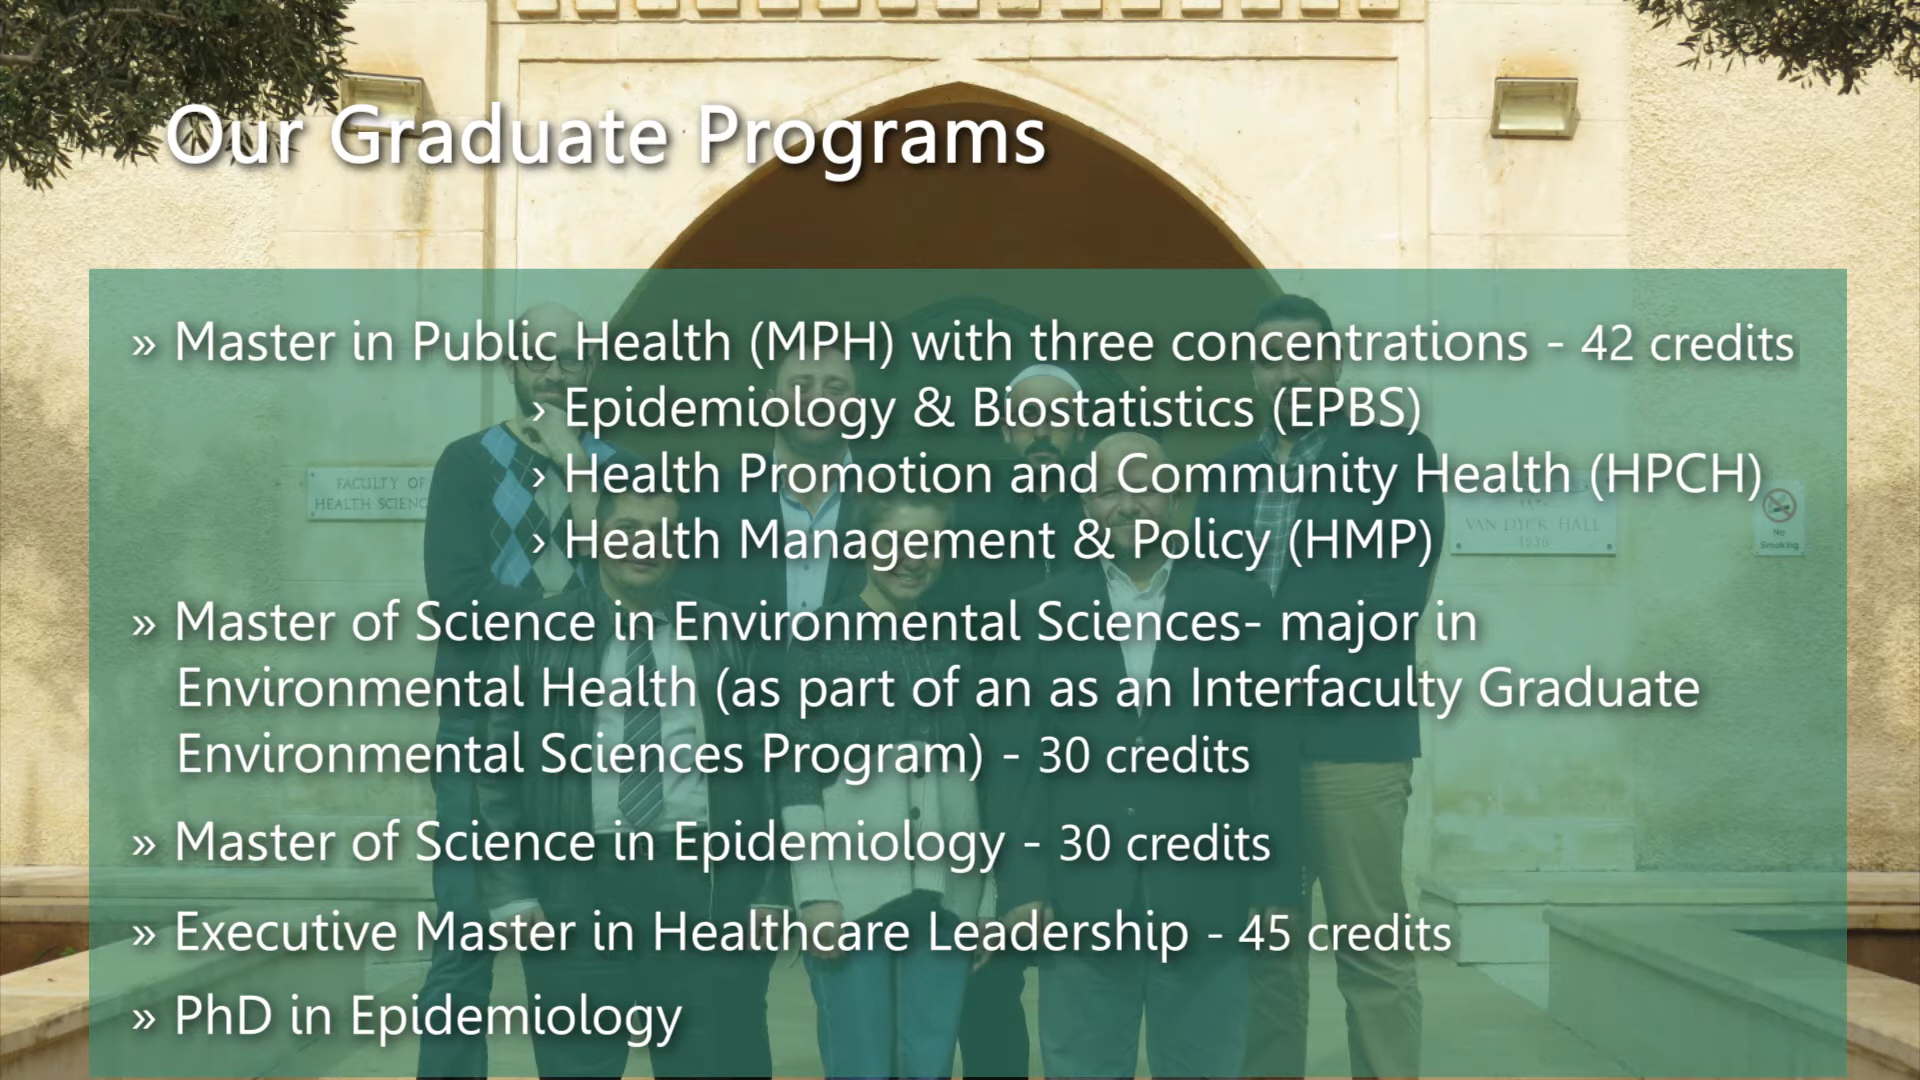 Our Graduate Programs
» Master in Public Health (MPH) with three concentrations - 42 credits
› Epidemiology & Biostatistics (EPBS)
› Health Promotion and Community Health (HPCH)
› Health Management & Policy (HMP)
» Master of Science in Environmental Sciences- major in
Environmental Health (as part of an as an Interfaculty Graduate
Environmental Sciences Program) - 30 credits
» Master of Science in Epidemiology - 30 credits
» Executive Master in Healthcare Leadership - 45 credits
» PhD in Epidemiology
FACULTY OF
HEALTH SCIENC
VAN DYCK HALL
1930
No
Smoking